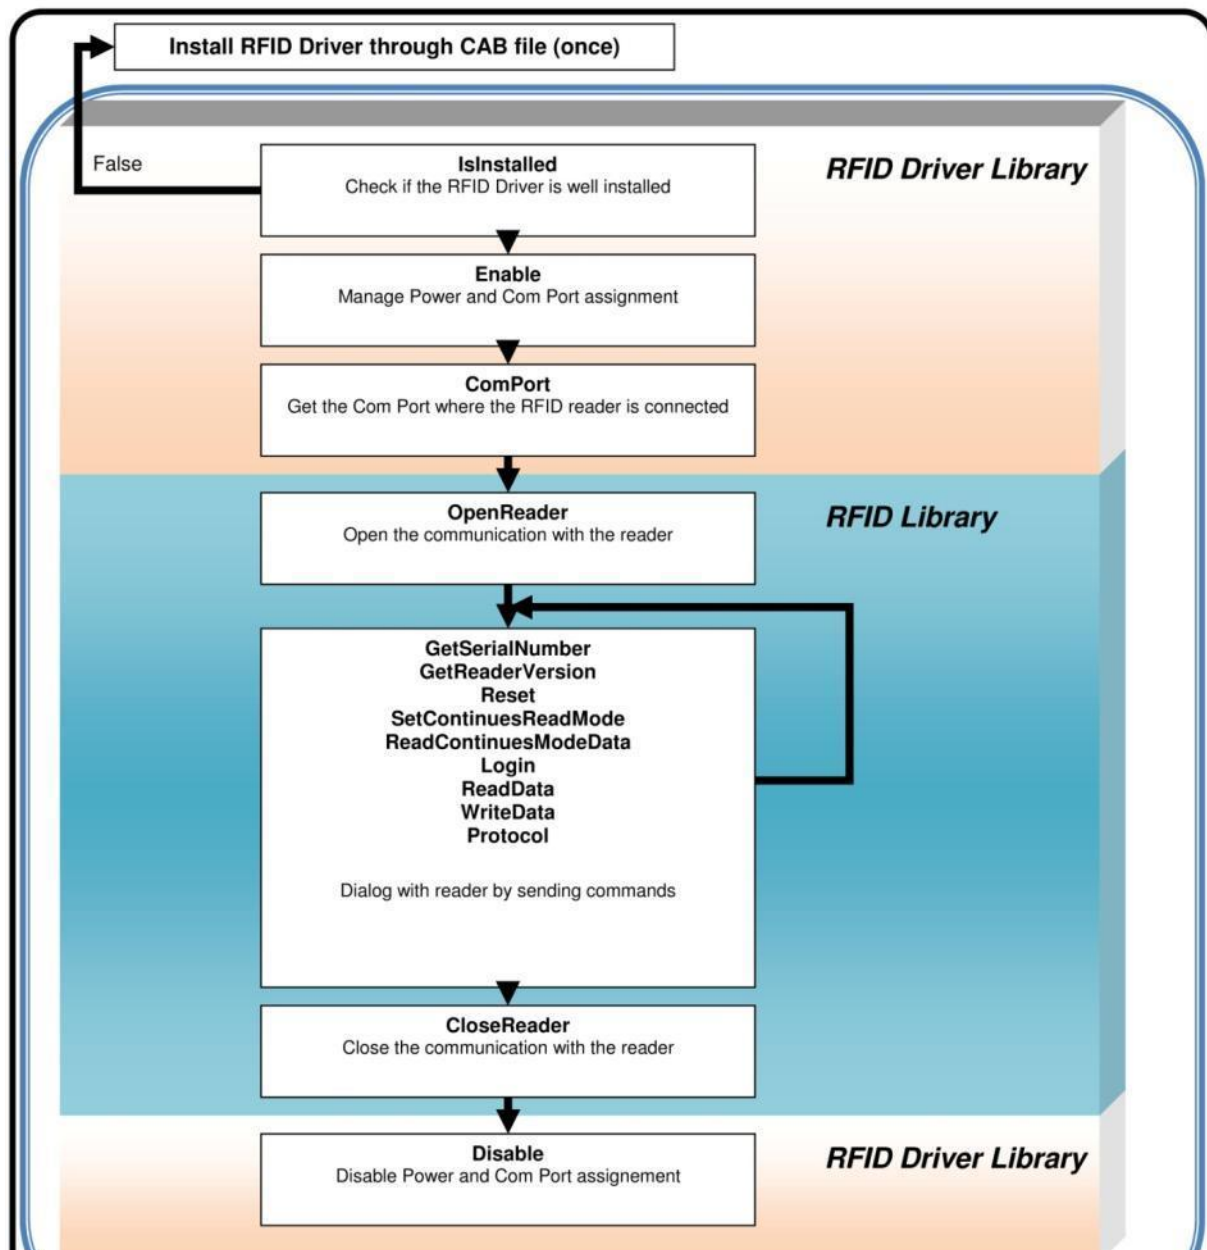 Install RFID Driver through CAB file (once)
False
IsInstalled
Check if the RFID Driver is well installed
RFID Driver Library
Enable
Manage Power and Com Port assignment
ComPort
Get the Com Port where the RFID reader is connected
OpenReader
Open the communication with the reader
RFID Library
GetSerialNumber
GetReaderVersion
Reset
SetContinuesReadMode
ReadContinuesModeData
Login
ReadData
WriteData
Protocol
Dialog with reader by sending commands
CloseReader
Close the communication with the reader
Disable
Disable Power and Com Port assignement
RFID Driver Library